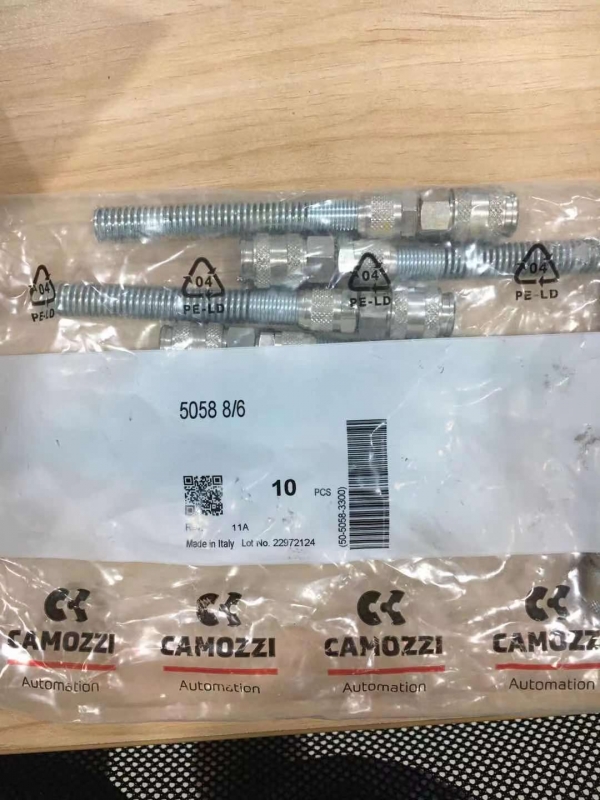 04
PE-LD
04
PE-LD
04
PE-LD
04
PE-LD
5058 8/6
10 PCS
(50-5058-3300)
11A
Made in Italy Lot No. 22972124
CAMOZZI
Automation
CAMOZZI
Automation
CAMOZZI
Automation
CAMOZZI
Automation